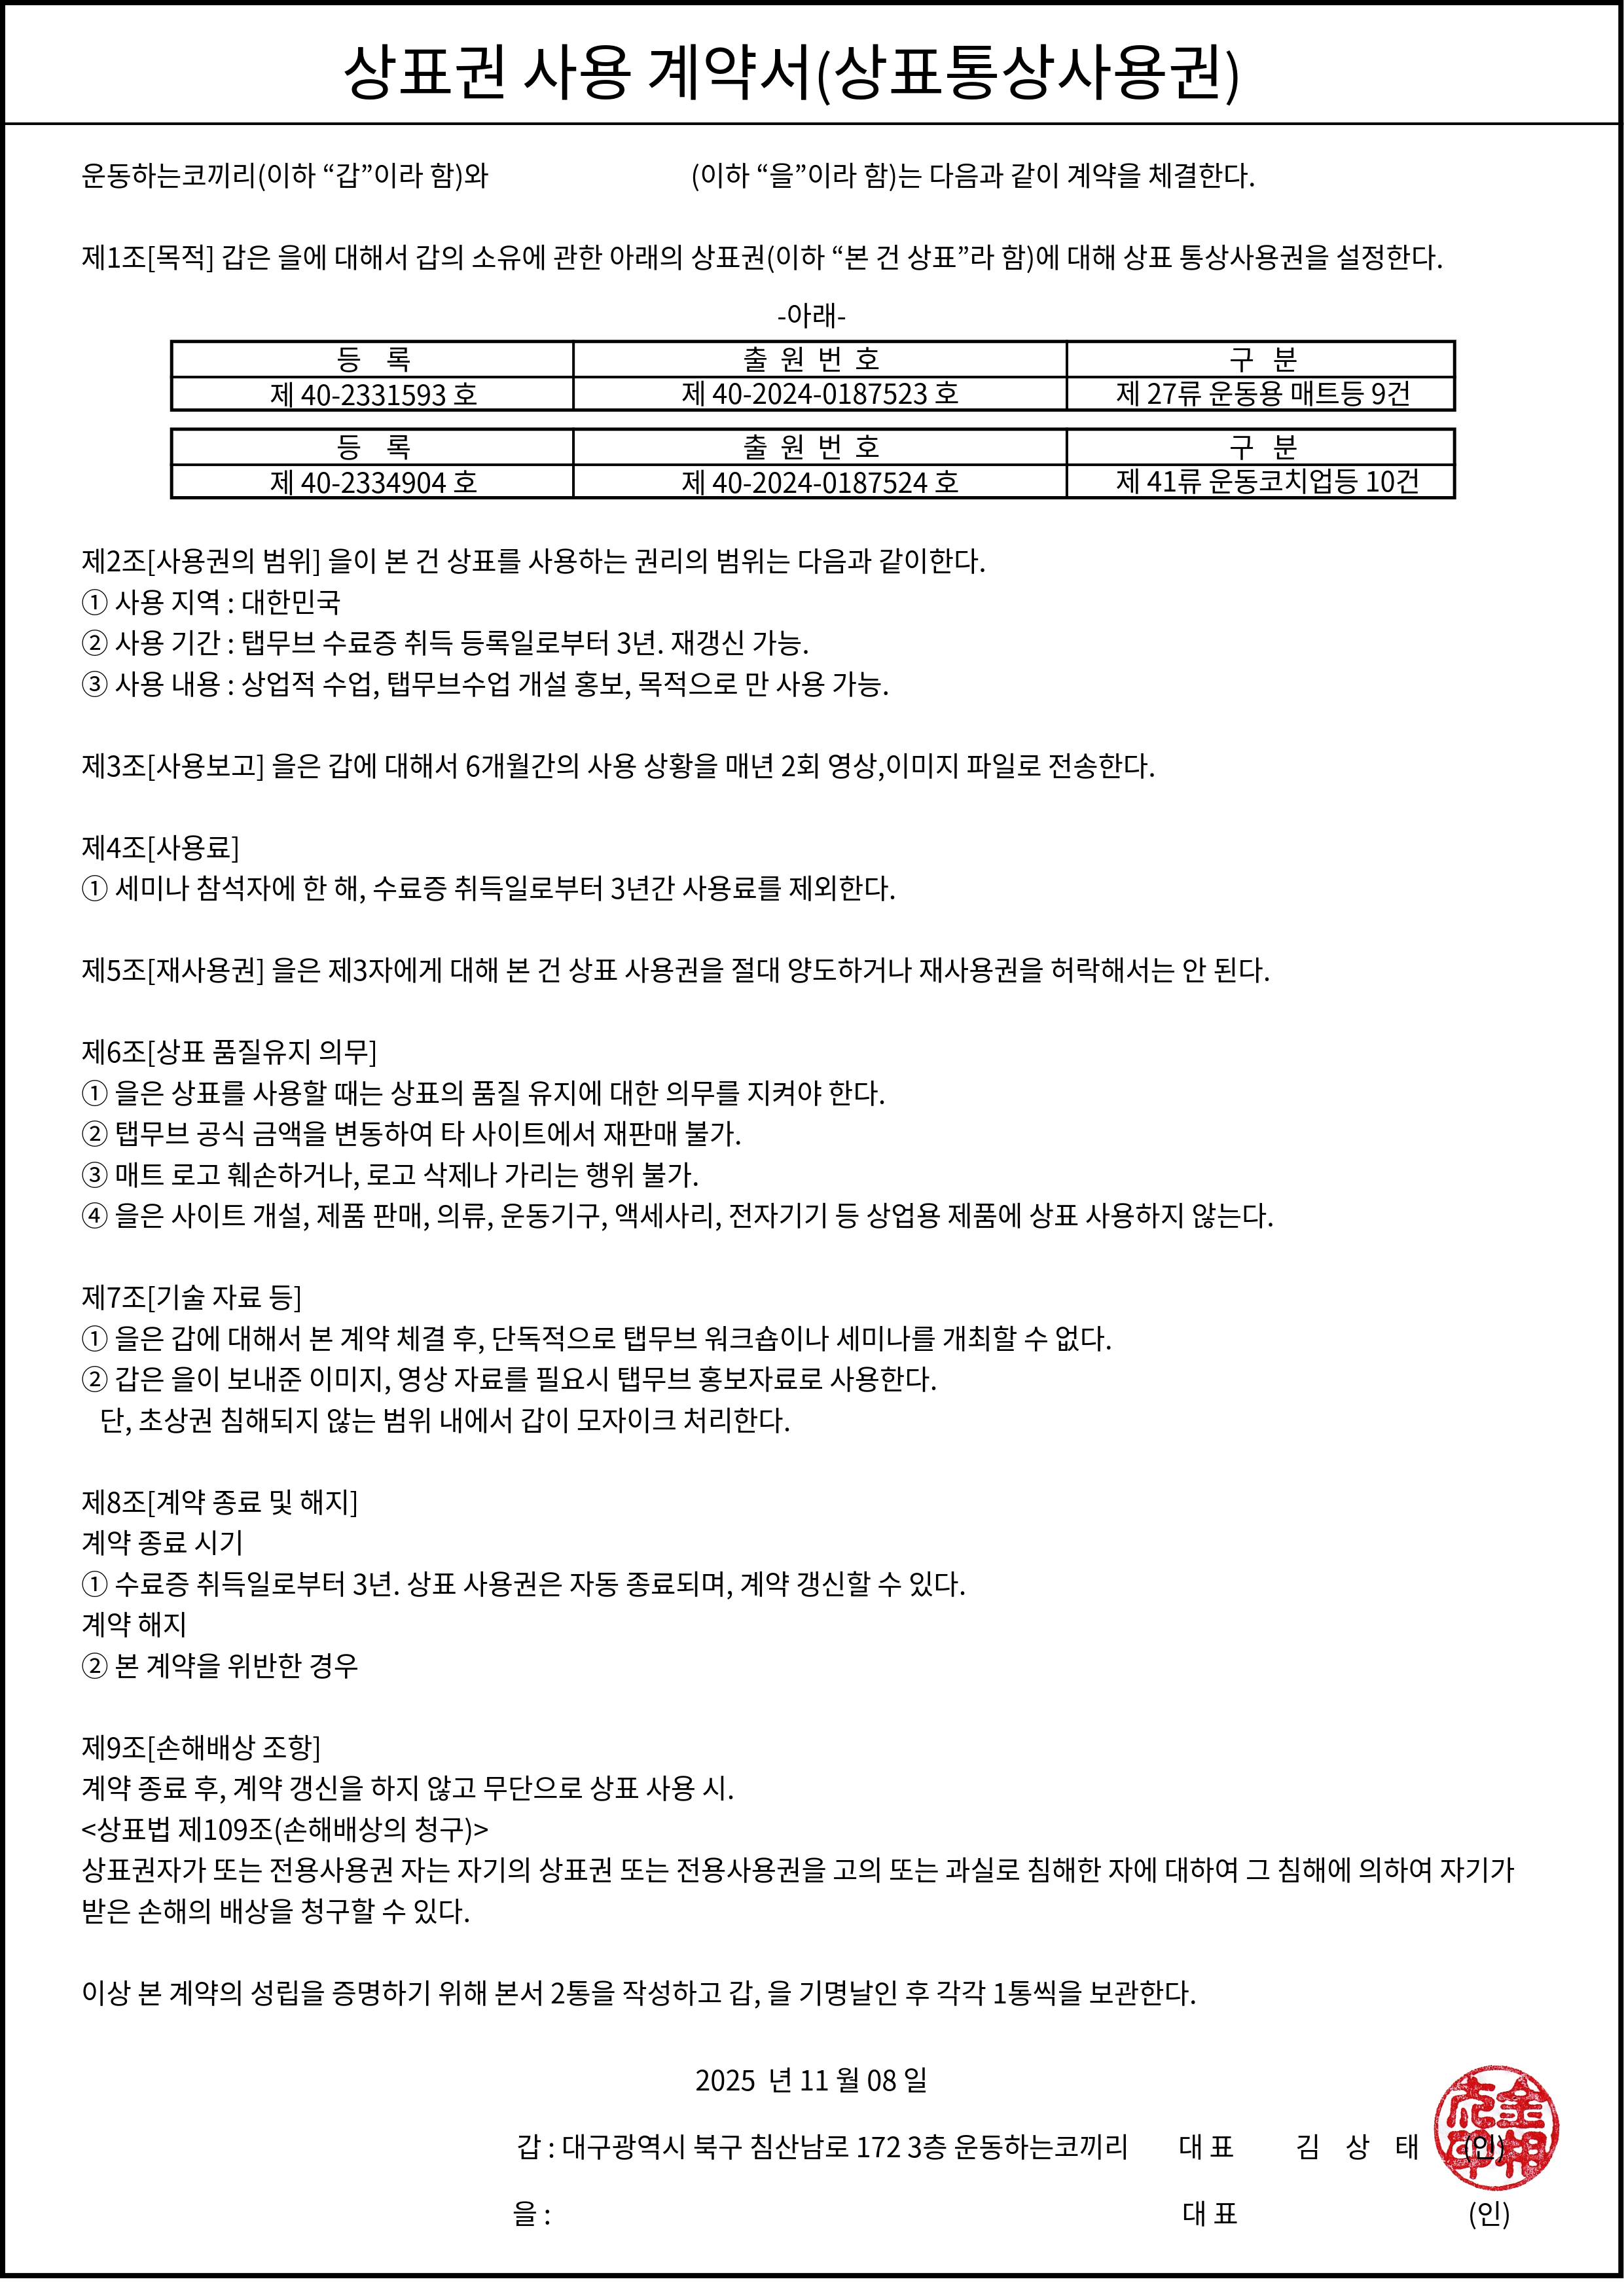 상표권 사용 계약서(상표통상사용권)
운동하는코끼리(이하 “갑”이라 함)와 (이하 “을”이라 함)는 다음과 같이 계약을 체결한다.
제1조[목적] 갑은 을에 대해서 갑의 소유에 관한 아래의 상표권(이하 “본 건 상표”라 함)에 대해 상표 통상사용권을 설정한다.
-아래-
등 록 출 원 번 호 구 분
제 40-2331593 호 제 40-2024-0187523 호 제 27류 운동용 매트등 9건
등 록 출 원 번 호 구 분
제 40-2334904 호 제 40-2024-0187524 호 제 41류 운동코치업등 10건
제2조[사용권의 범위] 을이 본 건 상표를 사용하는 권리의 범위는 다음과 같이한다.
① 사용 지역 : 대한민국
② 사용 기간 : 탭무브 수료증 취득 등록일로부터 3년. 재갱신 가능.
③ 사용 내용 : 상업적 수업, 탭무브수업 개설 홍보, 목적으로 만 사용 가능.
제3조[사용보고] 을은 갑에 대해서 6개월간의 사용 상황을 매년 2회 영상,이미지 파일로 전송한다.
제4조[사용료]
① 세미나 참석자에 한 해, 수료증 취득일로부터 3년간 사용료를 제외한다.
제5조[재사용권] 을은 제3자에게 대해 본 건 상표 사용권을 절대 양도하거나 재사용권을 허락해서는 안 된다.
제6조[상표 품질유지 의무]
① 을은 상표를 사용할 때는 상표의 품질 유지에 대한 의무를 지켜야 한다.
② 탭무브 공식 금액을 변동하여 타 사이트에서 재판매 불가.
③ 매트 로고 훼손하거나, 로고 삭제나 가리는 행위 불가.
④ 을은 사이트 개설, 제품 판매, 의류, 운동기구, 액세사리, 전자기기 등 상업용 제품에 상표 사용하지 않는다.
제7조[기술 자료 등]
① 을은 갑에 대해서 본 계약 체결 후, 단독적으로 탭무브 워크숍이나 세미나를 개최할 수 없다.
② 갑은 을이 보내준 이미지, 영상 자료를 필요시 탭무브 홍보자료로 사용한다.
단, 초상권 침해되지 않는 범위 내에서 갑이 모자이크 처리한다.
제8조[계약 종료 및 해지]
계약 종료 시기
① 수료증 취득일로부터 3년. 상표 사용권은 자동 종료되며, 계약 갱신할 수 있다.
계약 해지
② 본 계약을 위반한 경우
제9조[손해배상 조항]
계약 종료 후, 계약 갱신을 하지 않고 무단으로 상표 사용 시.
<상표법 제109조(손해배상의 청구)>
상표권자가 또는 전용사용권 자는 자기의 상표권 또는 전용사용권을 고의 또는 과실로 침해한 자에 대하여 그 침해에 의하여 자기가
받은 손해의 배상을 청구할 수 있다.
이상 본 계약의 성립을 증명하기 위해 본서 2통을 작성하고 갑, 을 기명날인 후 각각 1통씩을 보관한다.
2025 년 11 월 08 일
갑 : 대구광역시 북구 침산남로 172 3층 운동하는코끼리 대 표 김 상 태 (인)
을 : 대 표 (인)